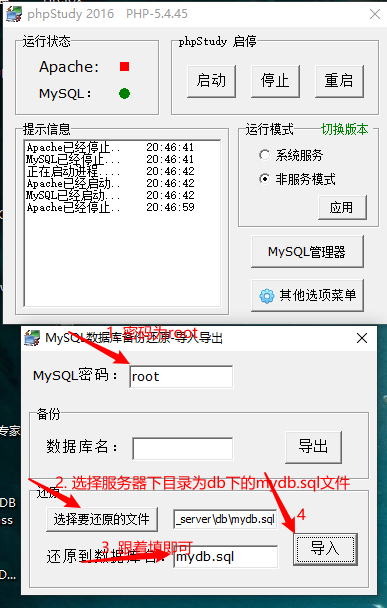 phpStudy 2016 PHP-5.4.45
运行状态
Apache:
MySQL:
phpStudy 启停
启动
停止
重启
提示信息
Apache已经停止.. 20:46:41
MySQL已经停止.. 20:46:41
正在启动进程.... 20:46:42
Apache已经启动.. 20:46:42
MySQL已经启动... 20:46:42
Apache已经停止.. 20:46:59
运行模式
切换版本
系统服务
非服务模式
应用
MySQL管理器
其他选项菜单
MySQL数据库备份还原-导入导出
1. 密码为root
MySQL密码:
root
备份
数据库名:
导出
还原
2. 选择服务器下目录为db下的mydb.sql文件
选择要还原的文件
_server\db\mydb.sql
4
导入
3. 跟着填即可
还原到数据库名:
mydb.sql
专家
DB
ss
D...